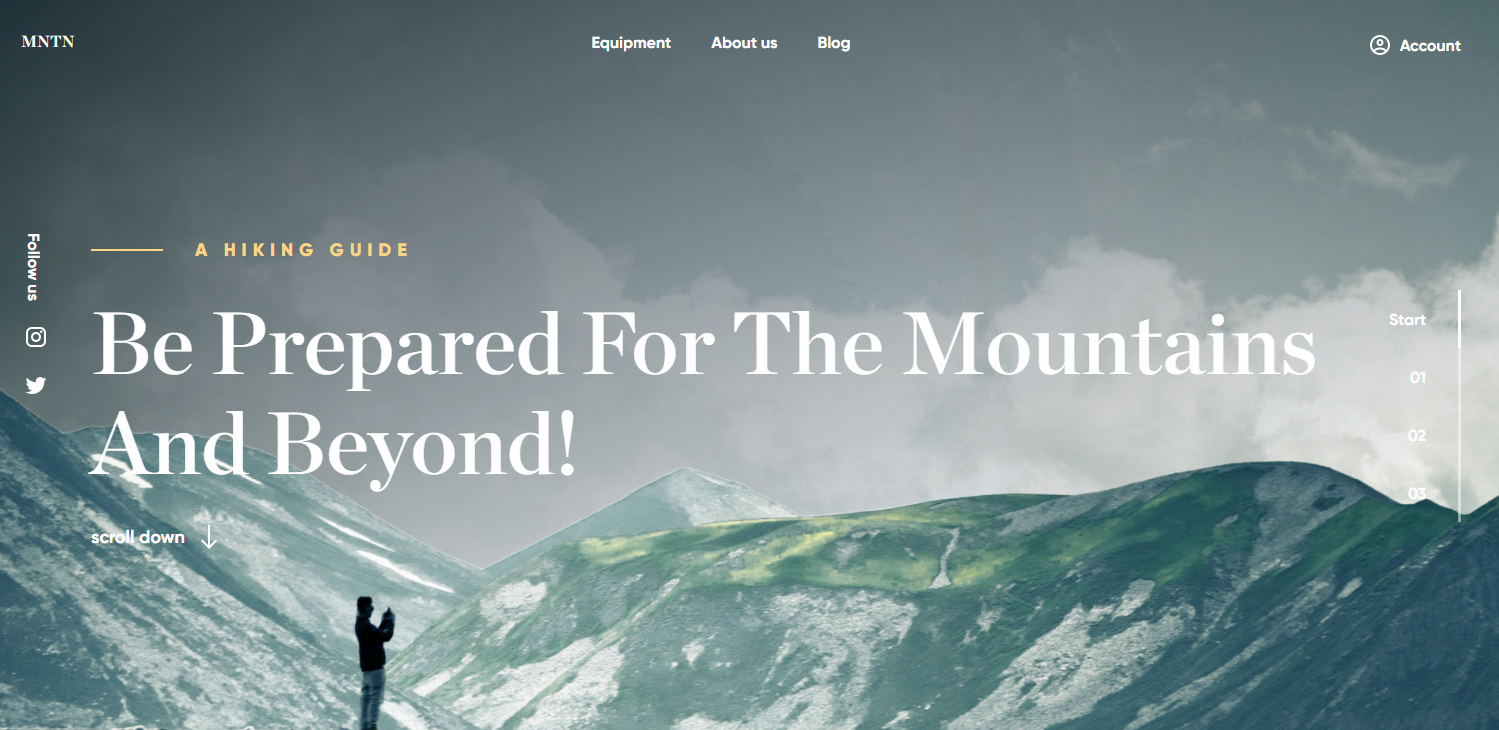 MNTN
Equipment
About us
Blog
Account
Follow us
A HIKING GUIDE
Be Prepared For The Mountains
And Beyond!
scroll down
Start
01
02
03